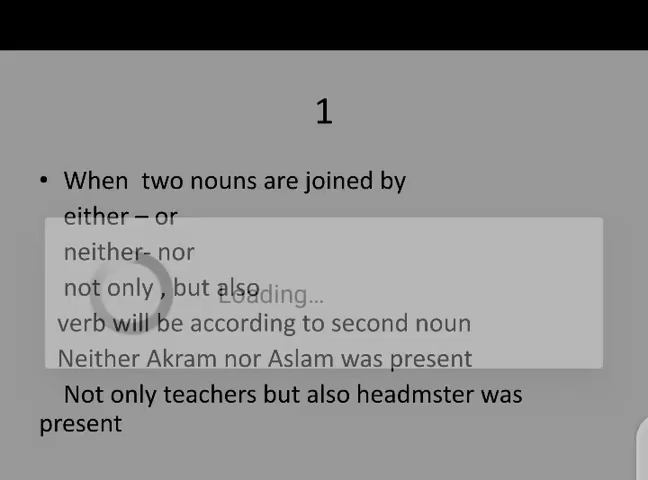 1
• When two nouns are joined by
either – or
neither- nor
not only , but also
Loading...
verb will be according to second noun
Neither Akram nor Aslam was present
Not only teachers but also headmster was
present